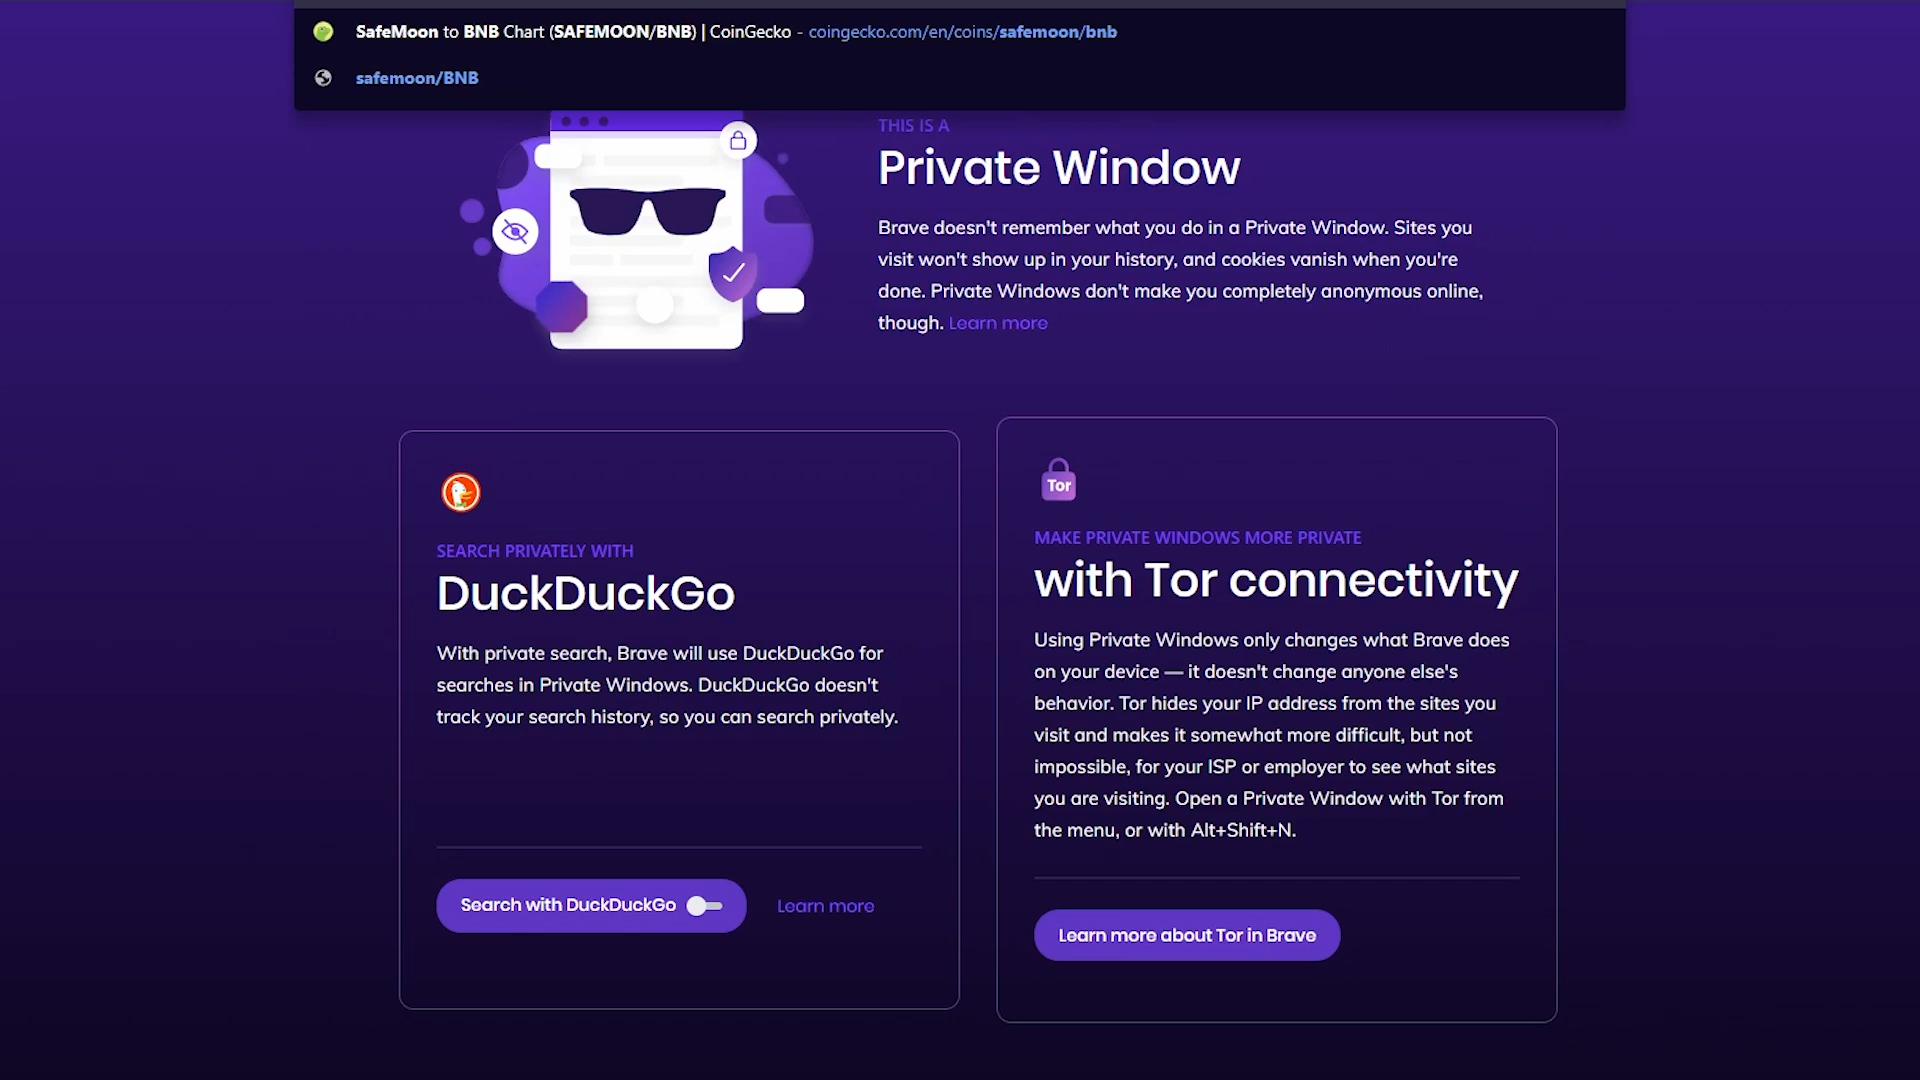 SafeMoon to BNB Chart (SAFEMOON/BNB) | CoinGecko - coingecko.com/en/coins/safemoon/bnb
safemoon/BNB
THIS IS A
Private Window
Brave doesn't remember what you do in a Private Window. Sites you
visit won't show up in your history, and cookies vanish when you're
done. Private Windows don't make you completely anonymous online,
though. Learn more
SEARCH PRIVATELY WITH
DuckDuckGo
With private search, Brave will use DuckDuckGo for
searches in Private Windows. DuckDuckGo doesn't
track your search history, so you can search privately.
Search with DuckDuckGo
Learn more
Tor
MAKE PRIVATE WINDOWS MORE PRIVATE
with Tor connectivity
Using Private Windows only changes what Brave does
on your device — it doesn't change anyone else's
behavior. Tor hides your IP address from the sites you
visit and makes it somewhat more difficult, but not
impossible, for your ISP or employer to see what sites
you are visiting. Open a Private Window with Tor from
the menu, or with Alt+Shift+N.
Learn more about Tor in Brave